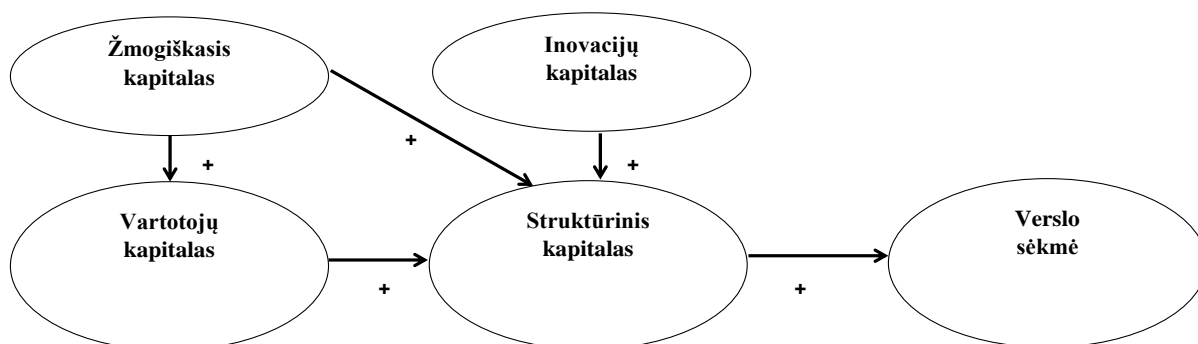 Žmogiškasis
kapitalas
Inovacijų
kapitalas
+
+
+
Vartotojų
kapitalas
Struktūrinis
kapitalas
Verslo
sėkmė
+
+